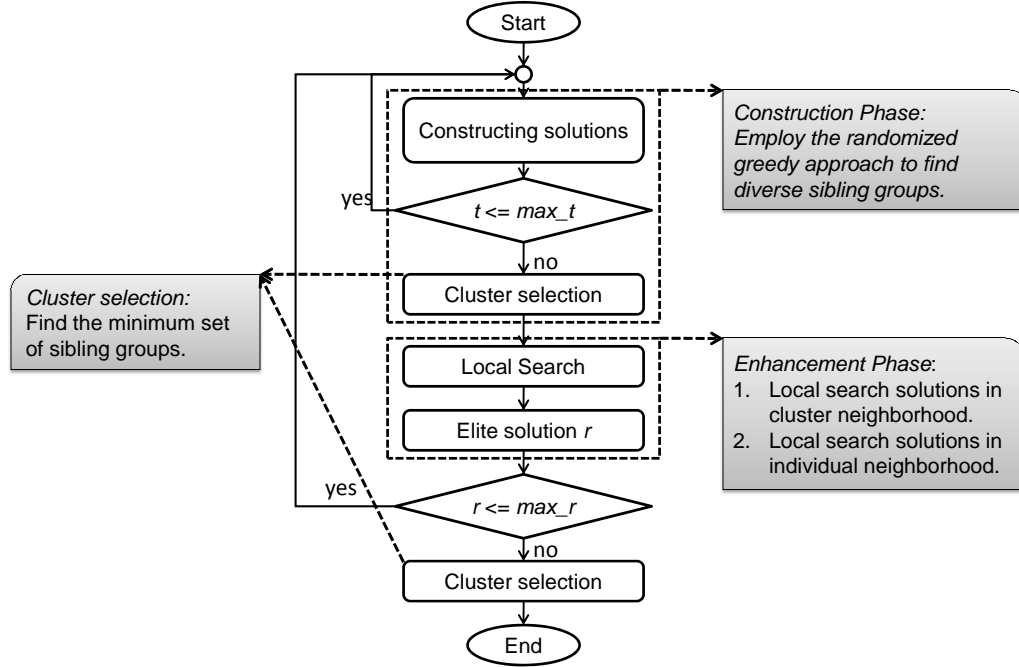 Start
Constructing solutions
Construction Phase:
Employ the randomized
greedy approach to find
diverse sibling groups.
yes
t <= max_t
no
Cluster selection
Cluster selection:
Find the minimum set
of sibling groups.
Local Search
Enhancement Phase:
1. Local search solutions in
cluster neighborhood.
2. Local search solutions in
individual neighborhood.
Elite solution r
yes
r <= max_r
no
Cluster selection
End